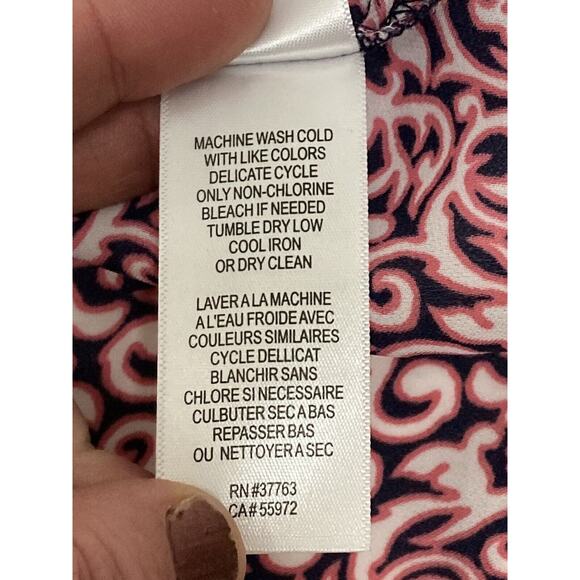 MACHINE WASH COLD
WITH LIKE COLORS
DELICATE CYCLE
ONLY NON-CHLORINE
BLEACH IF NEEDED
TUMBLE DRY LOW
COOL IRON
OR DRY CLEAN
LAVER A LA MACHINE
A L'EAU FROIDE AVEC
COULEURS SIMILAIRES
CYCLE DELLICAT
BLANCHIR SANS
CHLORE SI NECESSAIRE
CULBUTER SEC A BAS
REPASSER BAS
OU NETTOYER A SEC
RN #37763
CA# 55972